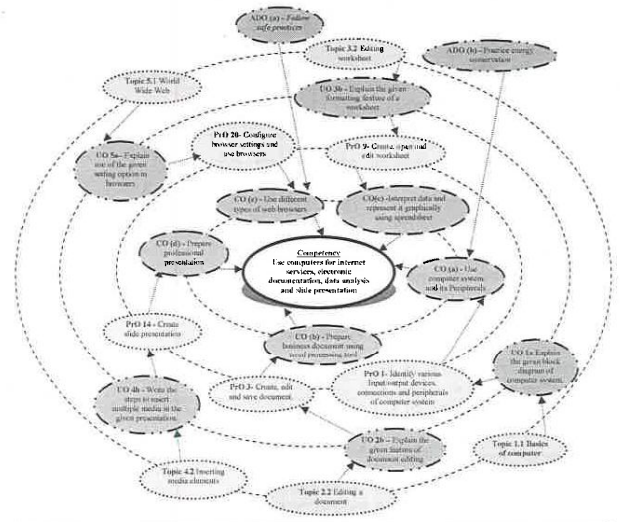 ADO (a) - Follow
safe practices
Topic 3.2 Editing
worksheet
ADO (b) - Practice energy
conservation
Topic 5.1 World
Wide Web
UO 3b - Explain the given
formatting feature of a
worksheet
PrO 20- Configure
browser settings and
use browsers
PrO 9- Create, open and
edit worksheet
UO 5a- Explain
use of the given
setting option in
browsers
CO (e) - Use different
types of web browsers
CO(c) -Interpret data and
represent it graphically
using spreadsheet
CO (d) - Prepare
professional
presentation
Competency
Use computers for internet
services, electronic
documentation, data analysis
and slide presentation
CO (a) - Use
computer system
and its Peripherals
PrO 14 - Create
slide presentation
CO (b) - Prepare
business document using
word processing tool
UO 1a Explain
the given block
diagram of
computer system.
PrO 1- Identify various
Input/output devices,
connections and peripherals
of computer system
PrO 3- Create, edit
and save document.
UO 4b - Write the
steps to insert
multiple media in the
given presentation.
UO 2b - Explain the
given feature of
document editing
Topic 1.1 Basics
of computer
Topic 4.2 Inserting
media elements
Topic 2.2 Editing a
document